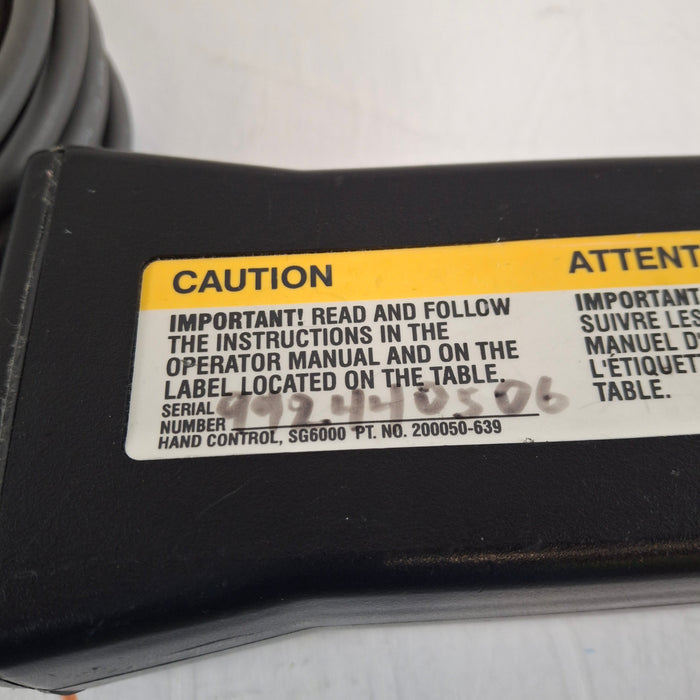 CAUTION
IMPORTANT! READ AND FOLLOW
THE INSTRUCTIONS IN THE
OPERATOR MANUAL AND ON THE
LABEL LOCATED ON THE TABLE.
SERIAL
NUMBER 992440506
HAND CONTROL, SG6000 PT. NO. 200050-639
ATTENT
IMPORTANT
SUIVRE LES
MANUEL D'
L'ÉTIQUET
TABLE.